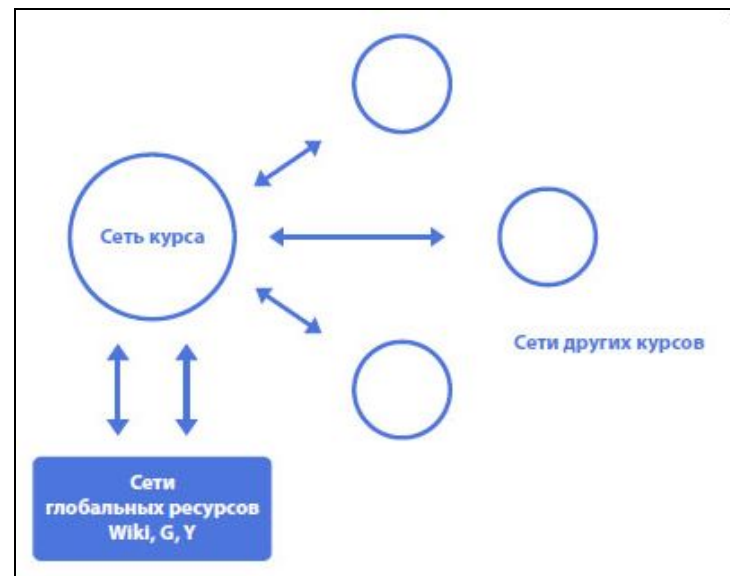 Сеть курса
Сети других курсов
Сети
глобальных ресурсов
Wiki, G, Y